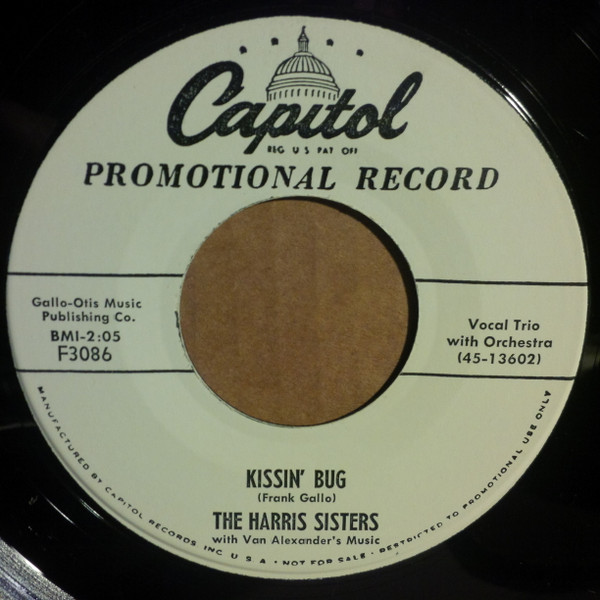 Capitol
REG U S PAT OFF
PROMOTIONAL RECORD
Gallo-Otis Music
Publishing Co.
BMI-2:05
F3086
Vocal Trio
with Orchestra
(45-13602)
KISSIN' BUG
(Frank Gallo)
THE HARRIS SISTERS
with Van Alexander's Music
MANUFACTURED BY CAPITOL RECORDS INC U S A • NOT FOR SALE - RESTRICTED TO PROMOTIONAL USE ONLY